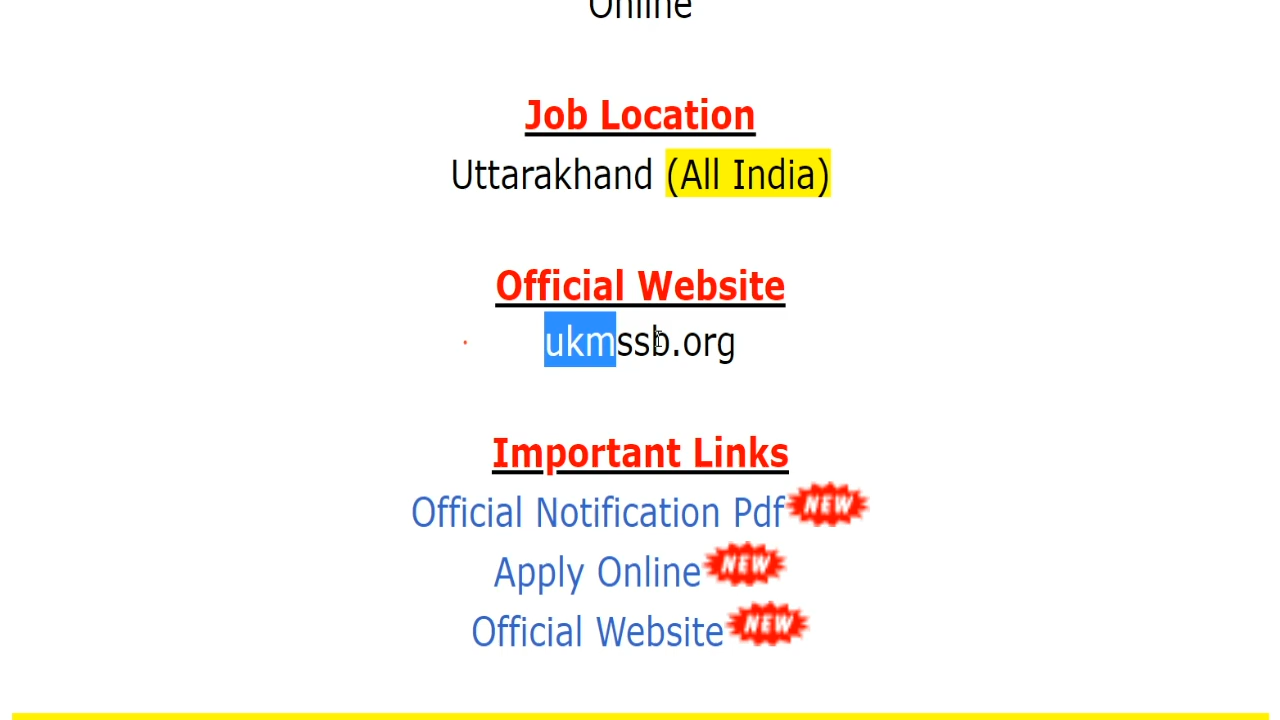 Online
Job Location
Uttarakhand (All India)
Official Website
ukmssb.org
Important Links
Official Notification Pdf NEW
Apply Online NEW
Official Website NEW